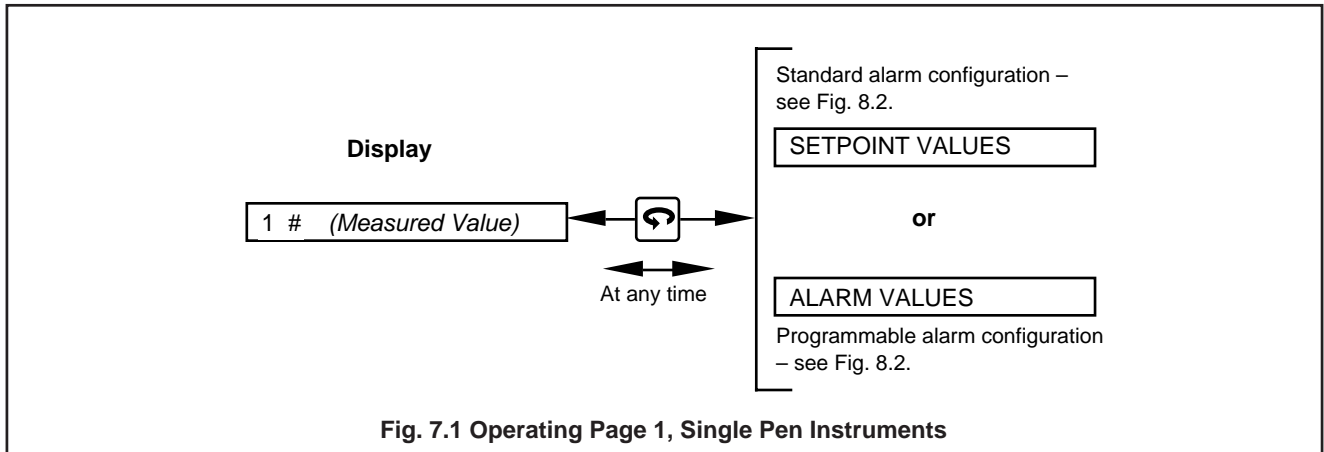 Standard alarm configuration –
see Fig. 8.2.
Display
SETPOINT VALUES
1 # (Measured Value)
or
At any time
ALARM VALUES
Programmable alarm configuration
– see Fig. 8.2.
Fig. 7.1 Operating Page 1, Single Pen Instruments